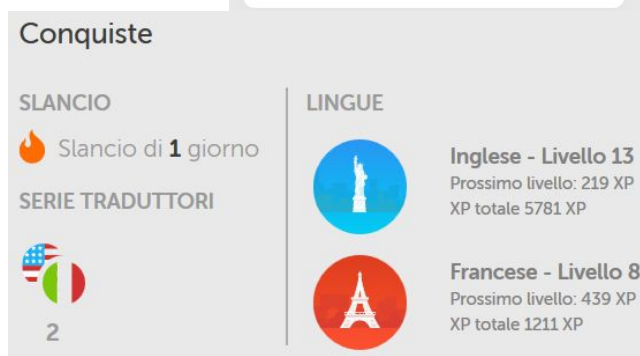 Conquiste
SLANCIO
Slancio di 1 giorno
SERIE TRADUTTORI
2
LINGUE
Inglese - Livello 13
Prossimo livello: 219 XP
XP totale 5781 XP
Francese - Livello 8
Prossimo livello: 439 XP
XP totale 1211 XP